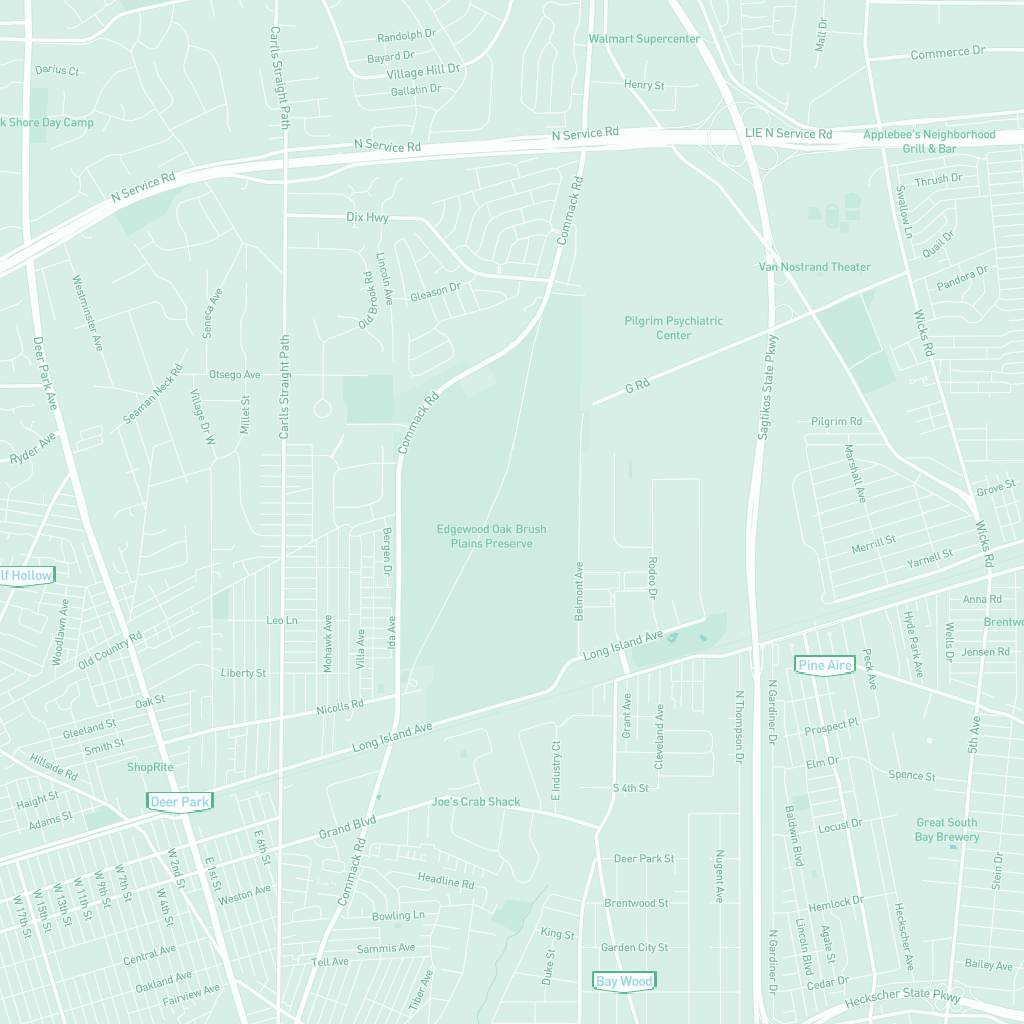 Randolph Dr
Bayard Dr
Village Hill Dr
Gallatin Dr
Darius Ct
Carlls Straight Path
Walmart Supercenter
Henry St
Mall Dr
Commerce Dr
k Shore Day Camp
N Service Rd
N Service Rd
LIE N Service Rd
Applebee's Neighborhood
Grill & Bar
N Service Rd
Thrush Dr
Swallow Ln
Dix Hwy
Commack Rd
Quail Dr
Lincoln Ave
Old Brook Rd
Gleason Dr
Van Nostrand Theater
Pandora Dr
Westminster Ave
Seneca Ave
Pilgrim Psychiatric
Center
Wicks Rd
Deer Park Ave
Carlls Straight Path
Otsego Ave
Seaman Neck Rd
Village Dr W
Millet St
Commack Rd
G Rd
Sagtikos State Pkwy
Pilgrim Rd
Ryder Ave
Marshall Ave
Grove St
Edgewood Oak Brush
Plains Preserve
Merrill St
Yarnell St
Wicks Rd
Bergen Dr
Belmont Ave
Rodeo Dr
lf Hollow
Woodlawn Ave
Old Country Rd
Leo Ln
Mohawk Ave
Villa Ave
Ida Ave
Long Island Ave
Anna Rd
Brentwo
Hyde Park Ave
Wells Dr
Jensen Rd
Peck Ave
Pine Aire
Liberty St
Oak St
Nicolls Rd
Gleeland St
Smith St
Long Island Ave
Grant Ave
Cleveland Ave
N Thompson Dr
N Gardiner Dr
Prospect Pl
5th Ave
Hillside Rd
ShopRite
E Industry Ct
Elm Dr
Spence St
S 4th St
Haight St
Adams St
Deer Park
Joe's Crab Shack
Grand Blvd
Baldwin Blvd
Locust Dr
Great South
Bay Brewery
E 6th St
Commack Rd
W 2nd St
E 1st St
Deer Park St
Nugent Ave
Stein Dr
W 17th St
W 15th St
W 13th St
W 11th St
W 9th St
W 7th St
W 4th St
Weston Ave
Headline Rd
Brentwood St
Hemlock Dr
Heckscher Ave
Bowling Ln
King St
Duke St
Garden City St
Lincoln Blvd
Agate St
N Gardiner Dr
Central Ave
Sammis Ave
Tell Ave
Oakland Ave
Fairview Ave
Tiber Ave
Bay Wood
Bailey Ave
Cedar Dr
Heckscher State Pkwy